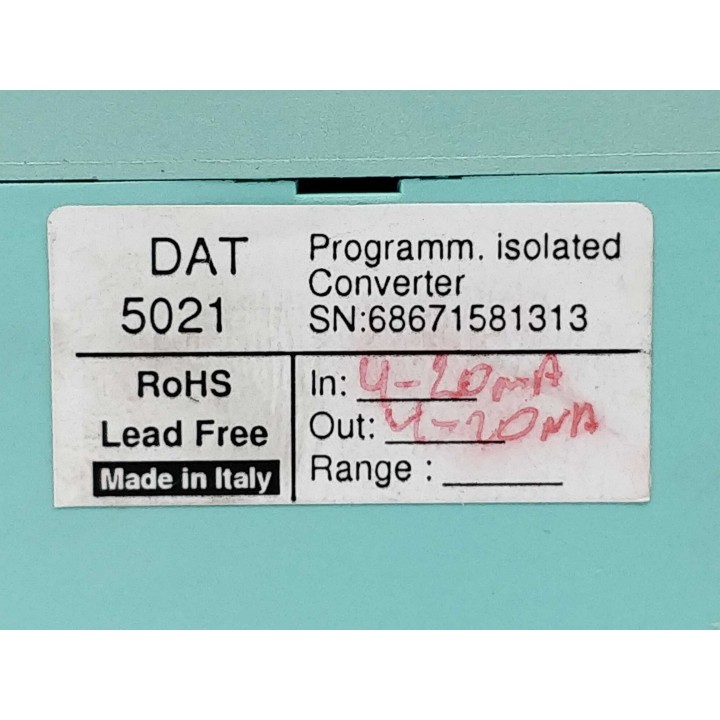 DAT
5021
Programm. isolated
Converter
SN:68671581313
RoHS
Lead Free
Made in Italy
In: 4-20mA
Out: 4-20mA
Range :